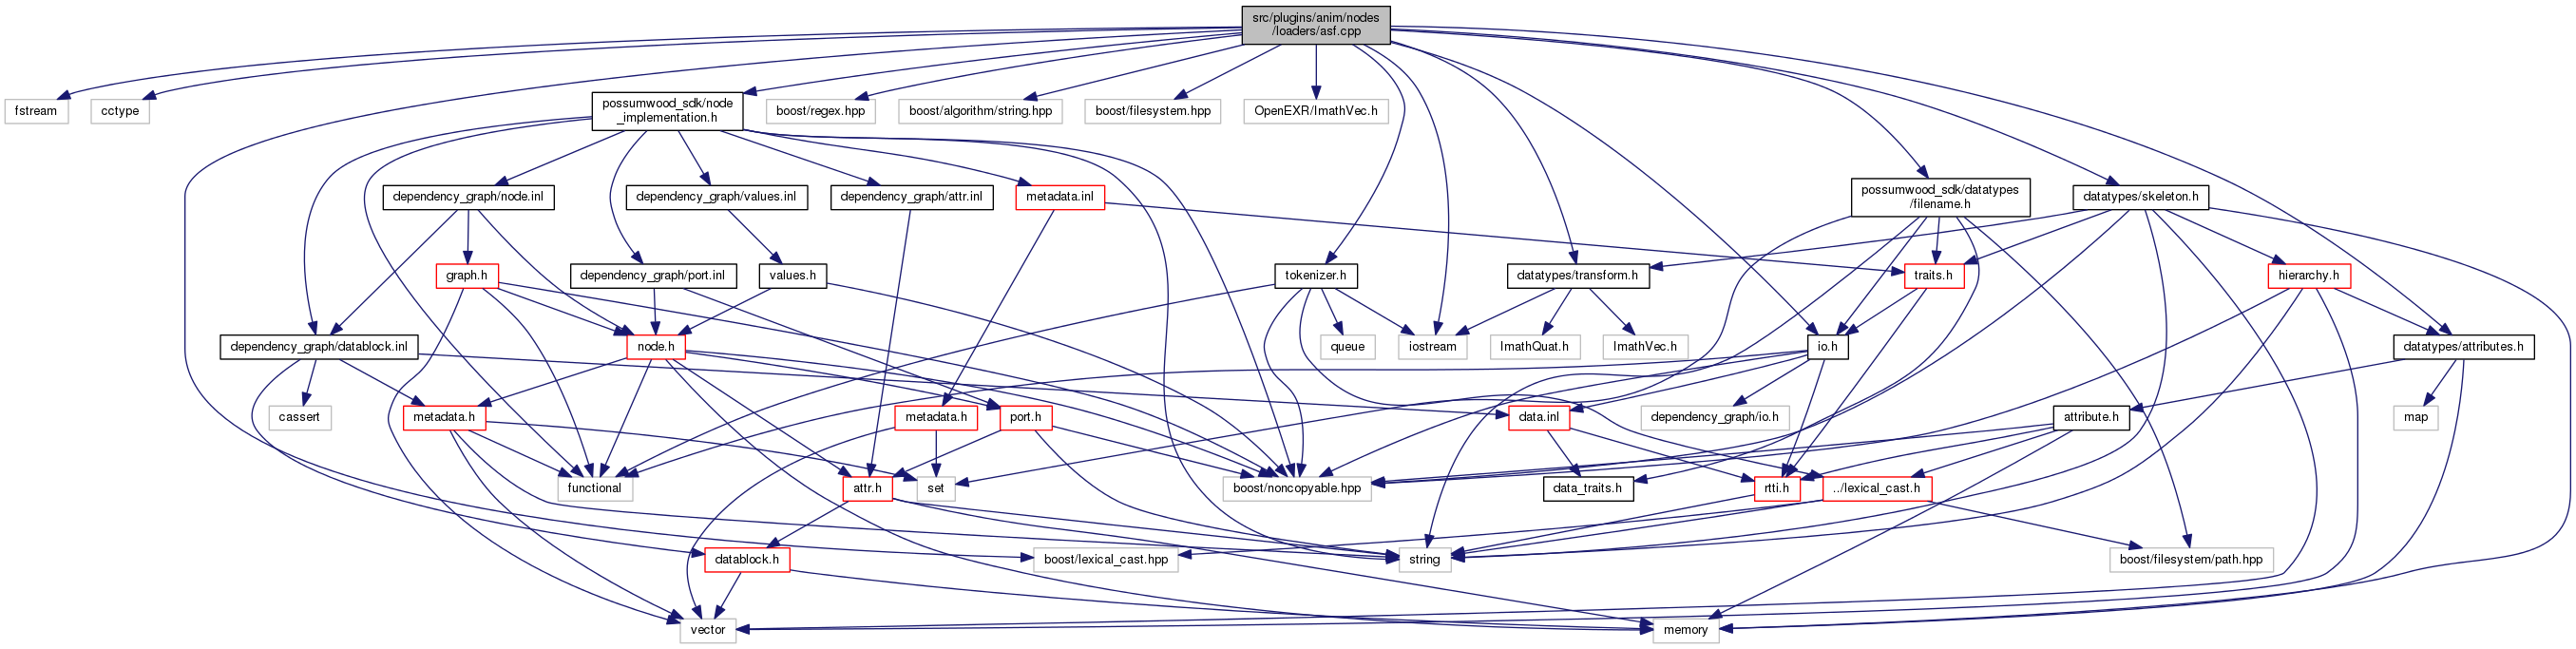 src/plugins/anim/nodes
/loaders/asf.cpp
fstream
cctype
possumwood_sdk/node
_implementation.h
boost/regex.hpp
boost/algorithm/string.hpp
boost/filesystem.hpp
OpenEXR/ImathVec.h
dependency_graph/node.inl
dependency_graph/values.inl
dependency_graph/attr.inl
metadata.inl
possumwood_sdk/datatypes
/filename.h
datatypes/skeleton.h
graph.h
dependency_graph/port.inl
values.h
tokenizer.h
datatypes/transform.h
traits.h
hierarchy.h
dependency_graph/datablock.inl
node.h
queue
iostream
ImathQuat.h
ImathVec.h
io.h
datatypes/attributes.h
cassert
metadata.h
metadata.h
port.h
data.inl
dependency_graph/io.h
attribute.h
map
functional
attr.h
set
boost/noncopyable.hpp
data_traits.h
rtti.h
../lexical_cast.h
datablock.h
boost/lexical_cast.hpp
string
boost/filesystem/path.hpp
vector
memory